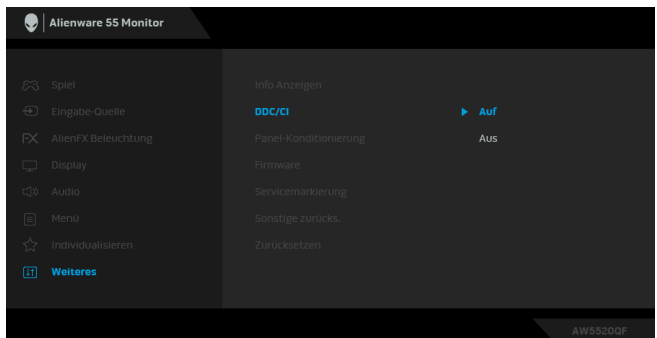 Alienware 55 Monitor
Spiel
Info Anzeigen
Eingabe-Quelle
DDC/CI
Auf
AlienFX Beleuchtung
Panel-Konditionierung
Aus
Display
Firmware
Audio
Servicemarkierung
Menü
Sonstige zurücks.
Individualisieren
Zurücksetzen
Weiteres
AW5520QF